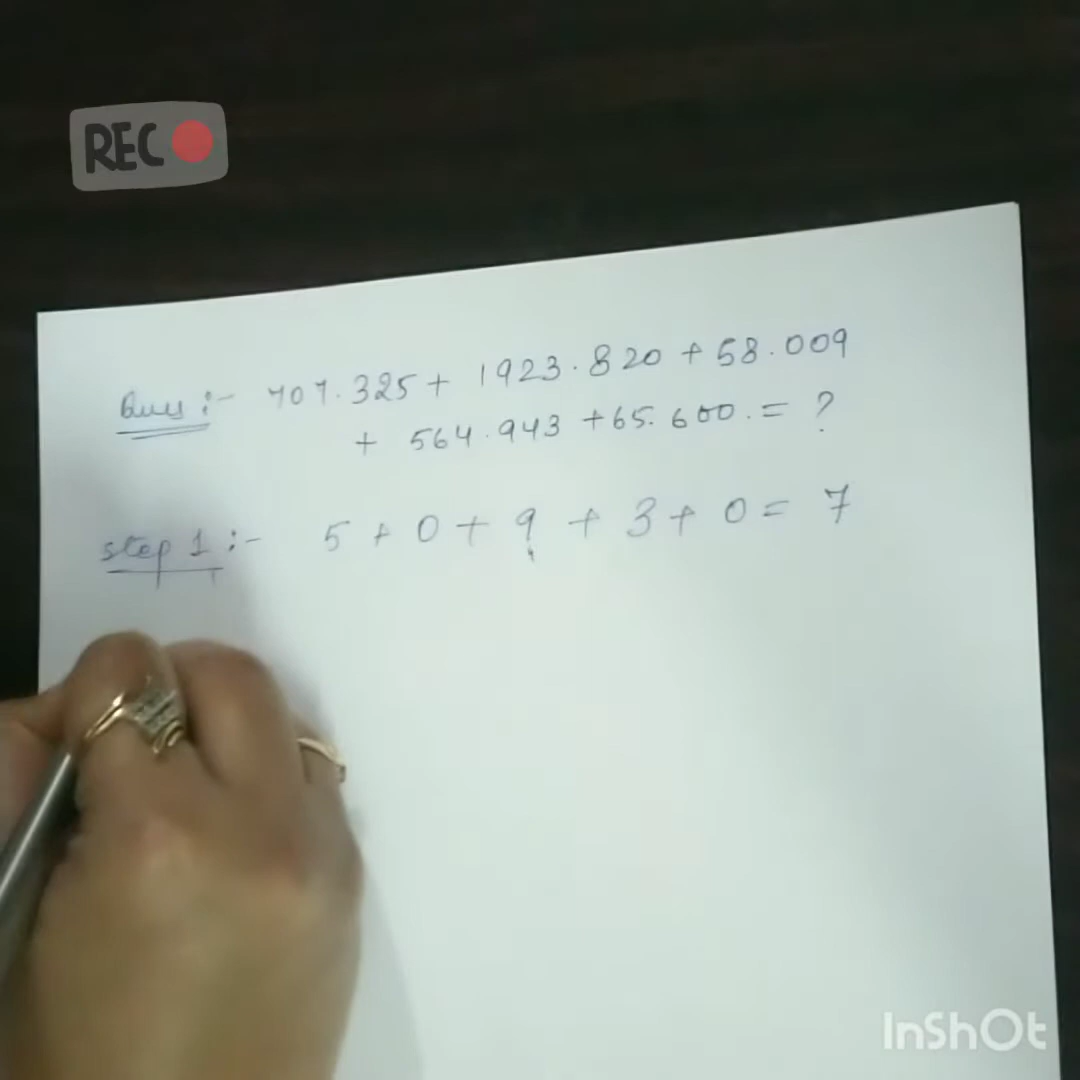 REC
Ques :- 707.325 + 1923.820 + 58.009
+ 564.943 + 65.600. = ?
step 1 :- 5 + 0 + 9 + 3 + 0 = 7
InShOt